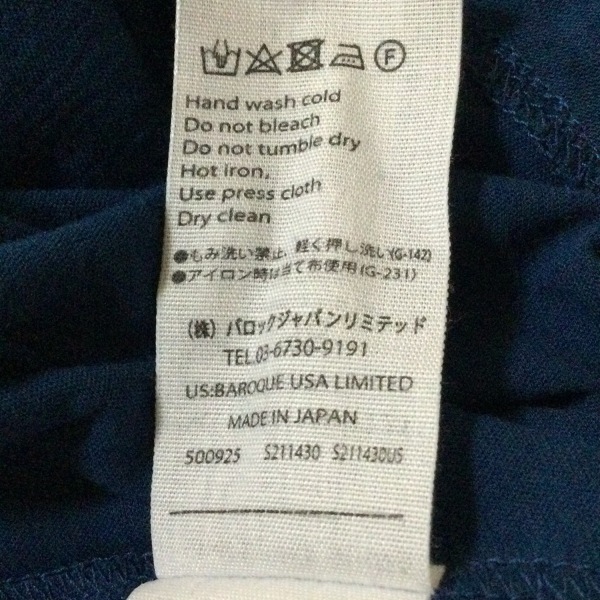 F
Hand wash cold
Do not bleach
Do not tumble dry
Hot iron,
Use press cloth
Dry clean
●もみ洗い禁止、軽く押し洗い(G-142)
●アイロン時は当て布使用(G-231)
(株) バロックジャパンリミテッド
TEL.03-6730-9191
US:BAROQUE USA LIMITED
MADE IN JAPAN
500925 S211430 S211430US